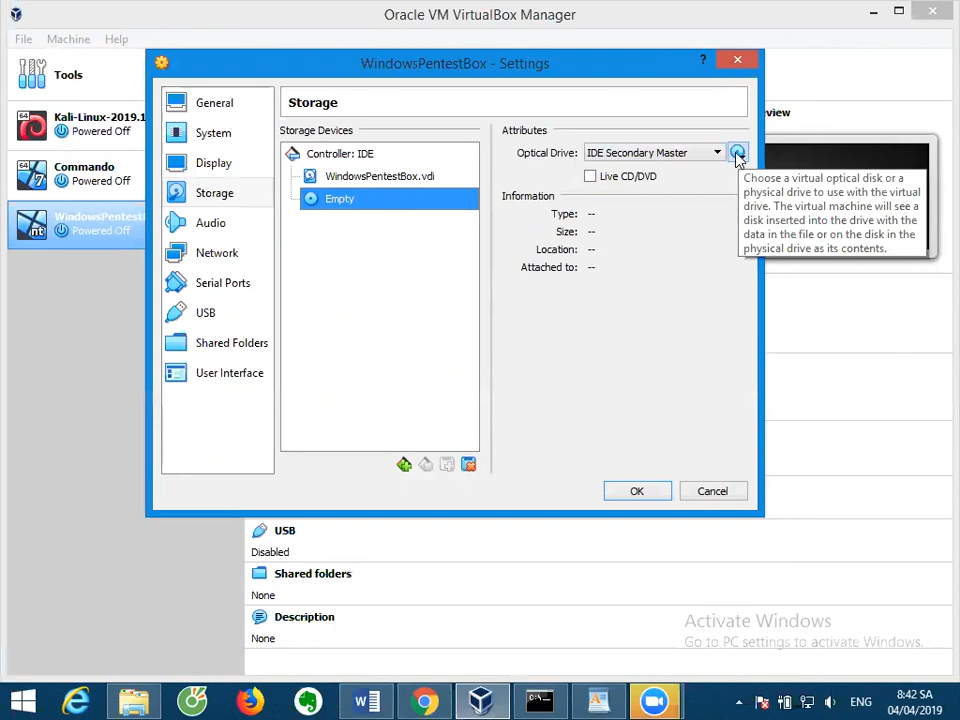 Oracle VM VirtualBox Manager
File Machine Help
Tools
Kali-Linux-2019.1
Powered Off
Commando
Powered Off
WindowsPentest
Powered Off
WindowsPentestBox - Settings
?
General
System
Display
Storage
Audio
Network
Serial Ports
USB
Shared Folders
User Interface
Storage
Storage Devices
Controller: IDE
WindowsPentestBox.vdi
Empty
Attributes
Optical Drive: IDE Secondary Master
Live CD/DVD
Information
Type: --
Size: --
Location: --
Attached to: --
OK Cancel
Choose a virtual optical disk or a
physical drive to use with the virtual
drive. The virtual machine will see a
disk inserted into the drive with the
data in the file or on the disk in the
physical drive as its contents.
USB
Disabled
Shared folders
None
Description
None
Activate Windows
Go to PC settings to activate Windows.
ENG
8:42 SA
04/04/2019